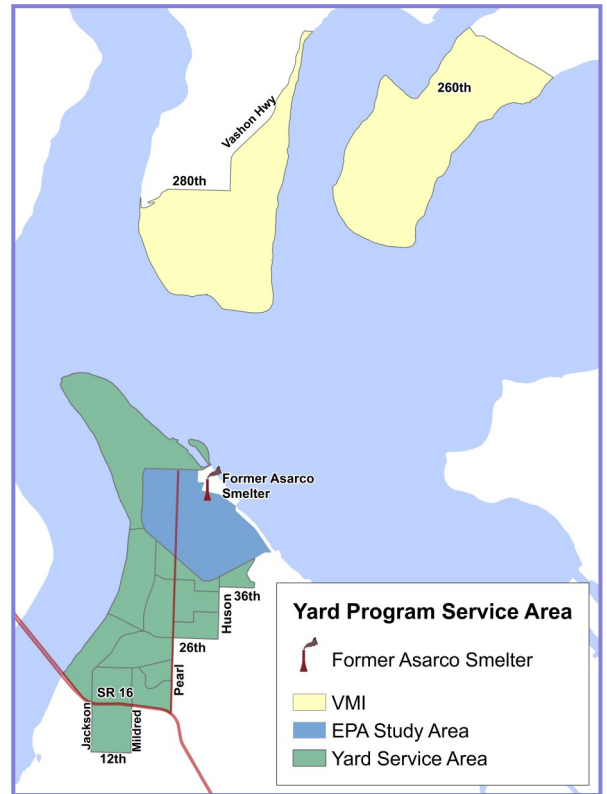 260th
Vashon Hwy
280th
Former Asarco
Smelter
36th
Huson
26th
Pearl
SR 16
Jackson
Mildred
12th
Yard Program Service Area
Former Asarco Smelter
VMI
EPA Study Area
Yard Service Area